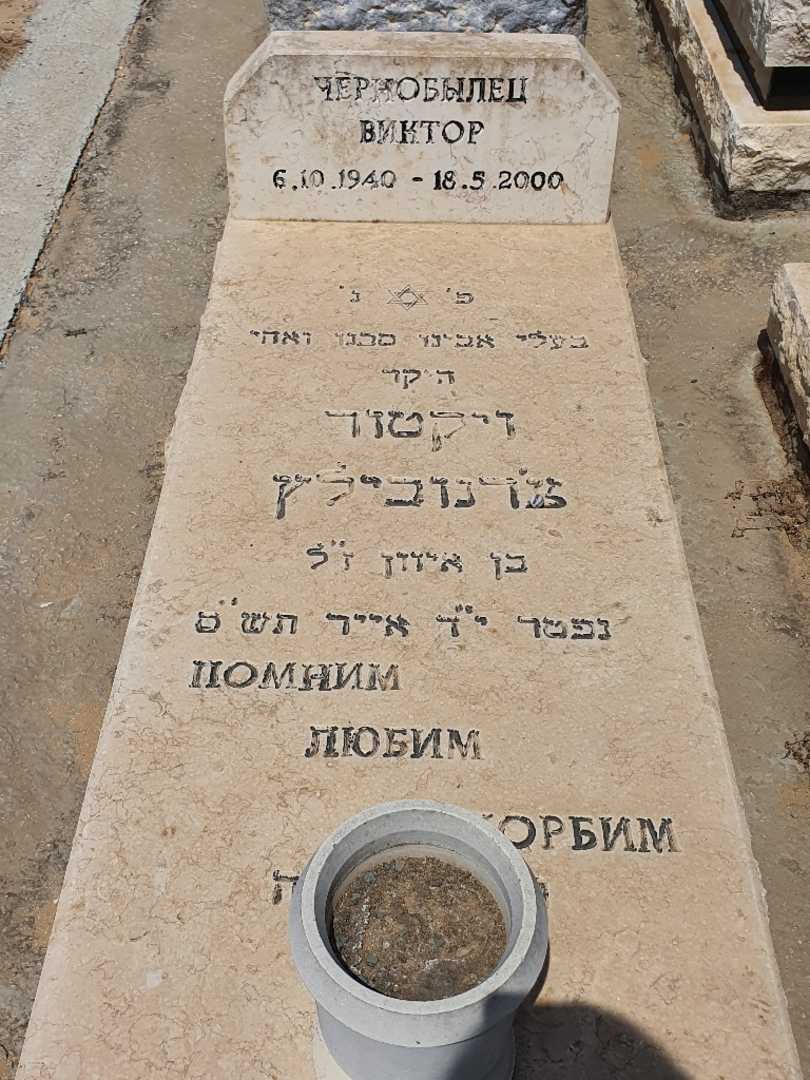 ЧЕРНОБЫЛЕЦ
ВИКТОР
6.10.1940 - 18.5.2000
פ' נ'
בעלי אבינו סבנו ואחי
היקר
ויקטור
צ'רנובילץ
בן איזון ז"ל
נפטר י"ד אייר תש"ס
ПОМНИМ
ЛЮБИМ
ОРБИМ